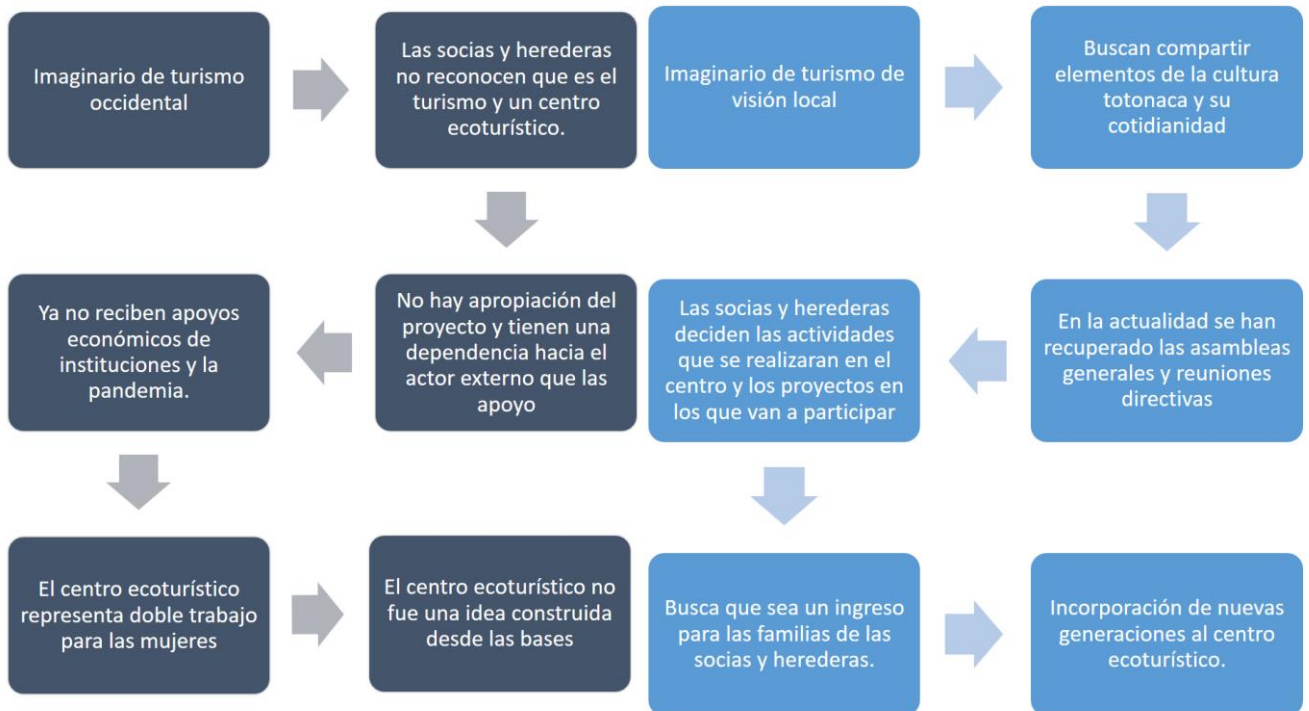 Imaginario de turismo
occidental
Las socias y herederas
no reconocen que es el
turismo y un centro
ecoturístico.
No hay apropiación del
proyecto y tienen una
dependencia hacia el
actor externo que las
apoyo
Ya no reciben apoyos
económicos de
instituciones y la
pandemia.
El centro ecoturístico
representa doble trabajo
para las mujeres
El centro ecoturístico no
fue una idea construida
desde las bases
Imaginario de turismo de
visión local
Buscan compartir
elementos de la cultura
totonaca y su
cotidianidad
En la actualidad se han
recuperado las asambleas
generales y reuniones
directivas
Las socias y herederas
deciden las actividades
que se realizaran en el
centro y los proyectos en
los que van a participar
Busca que sea un ingreso
para las familias de las
socias y herederas.
Incorporación de nuevas
generaciones al centro
ecoturístico.